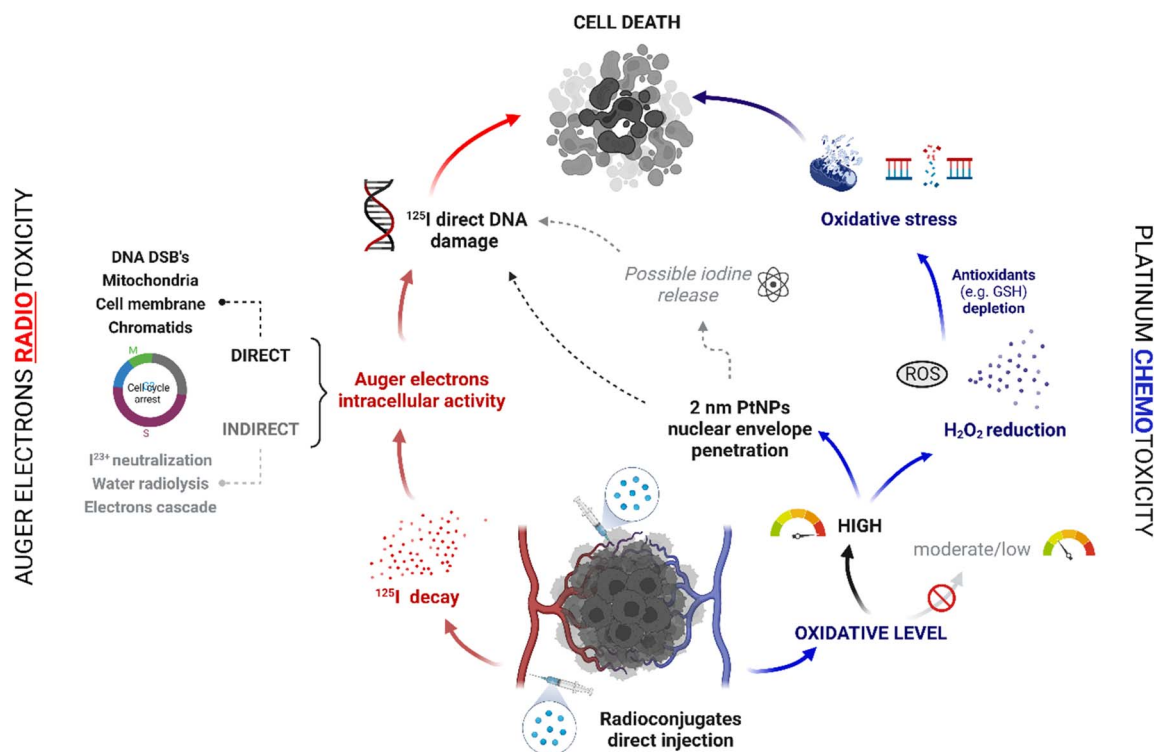 CELL DEATH
AUGER ELECTRONS RADIOTOXICITY
PLATINUM CHEMOTOXICITY
¹²⁵I direct DNA
damage
Oxidative stress
Possible iodine
release
Antioxidants
(e.g. GSH)
depletion
ROS
H₂O₂ reduction
DNA DSB's
Mitochondria
Cell membrane
Chromatids
DIRECT
M
G2
Cell cycle
arrest
S
INDIRECT
I²³⁺ neutralization
Water radiolysis
Electrons cascade
Auger electrons
intracellular activity
2 nm PtNPs
nuclear envelope
penetration
HIGH
moderate/low
OXIDATIVE LEVEL
¹²⁵I decay
Radioconjugates
direct injection